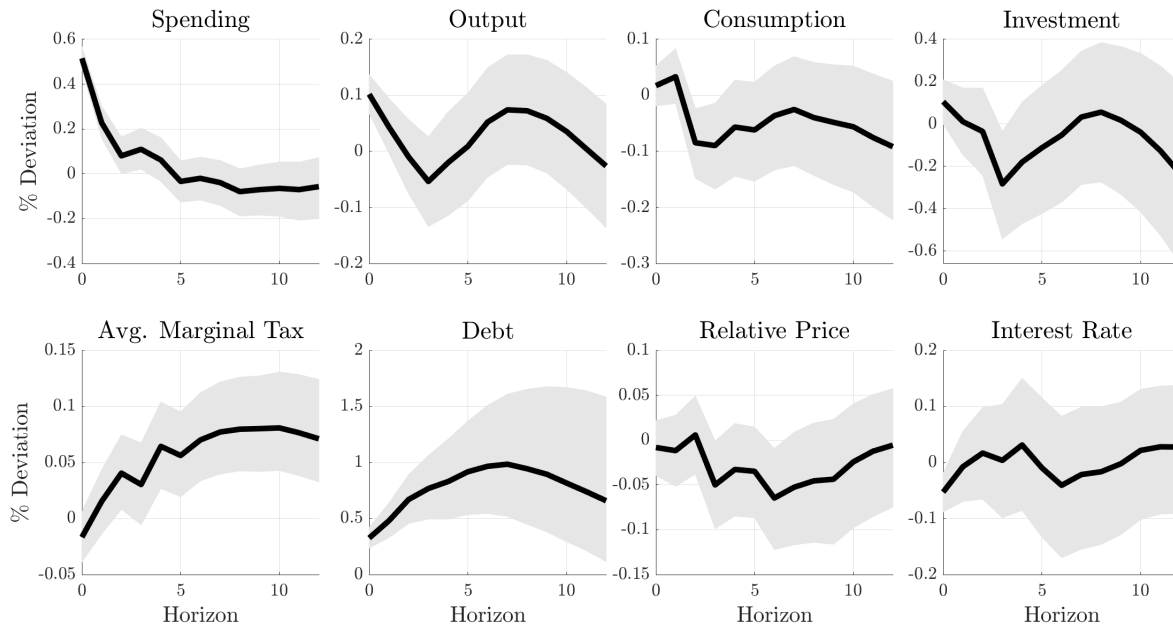 Spending Output Consumption Investment
% Deviation
0.6 0.2 0.1 0.4
0.4 0.1 0 0.2
0.2 0 -0.1 0
0 -0.1 -0.2 -0.2
-0.2 -0.2 -0.3 -0.4
-0.4 -0.6
0 5 10 0 5 10 0 5 10 0 5 10
Avg. Marginal Tax Debt Relative Price Interest Rate
% Deviation
0.15 2 0.1 0.2
0.1 1.5 0.05 0.1
0.05 1 0 0
0 0.5 -0.05 -0.1
-0.05 0 -0.1 -0.2
-0.15
0 5 10 0 5 10 0 5 10 0 5 10
Horizon Horizon Horizon Horizon